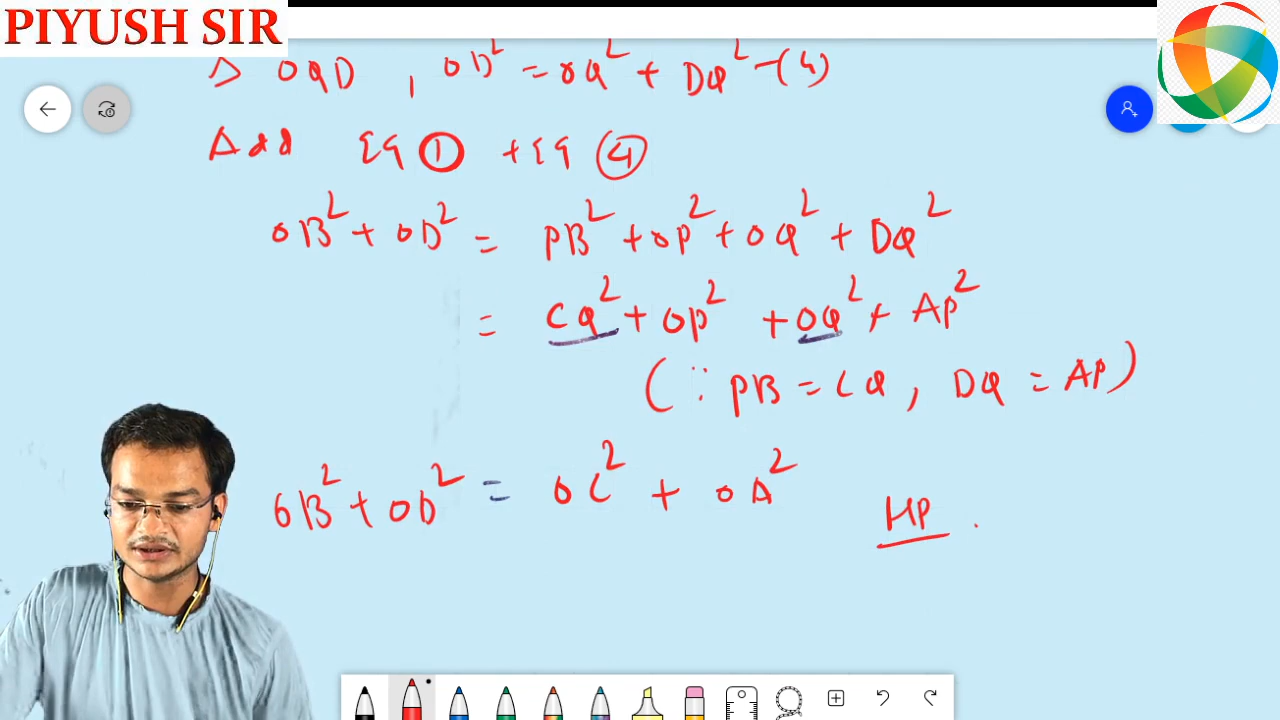 PIYUSH SIR
Δ OQD, OD² = OQ² + DQ² -(4)
Add Eq ① + Eq ④
OB² + OD² = PB² + OP² + OQ² + DQ²
= CQ² + OP² + OQ² + AP²
(∵ PB = CQ, DQ = AP)
OB² + OD² = OC² + OA²
HP.